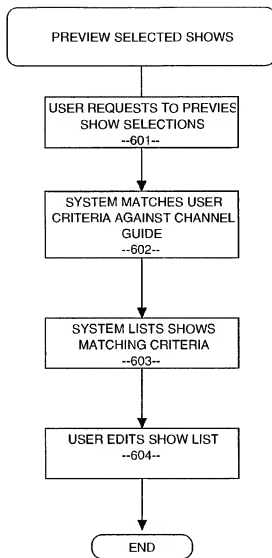 PREVIEW SELECTED SHOWS
USER REQUESTS TO PREVIES
SHOW SELECTIONS
--601--
SYSTEM MATCHES USER
CRITERIA AGAINST CHANNEL
GUIDE
--602--
SYSTEM LISTS SHOWS
MATCHING CRITERIA
--603--
USER EDITS SHOW LIST
--604--
END